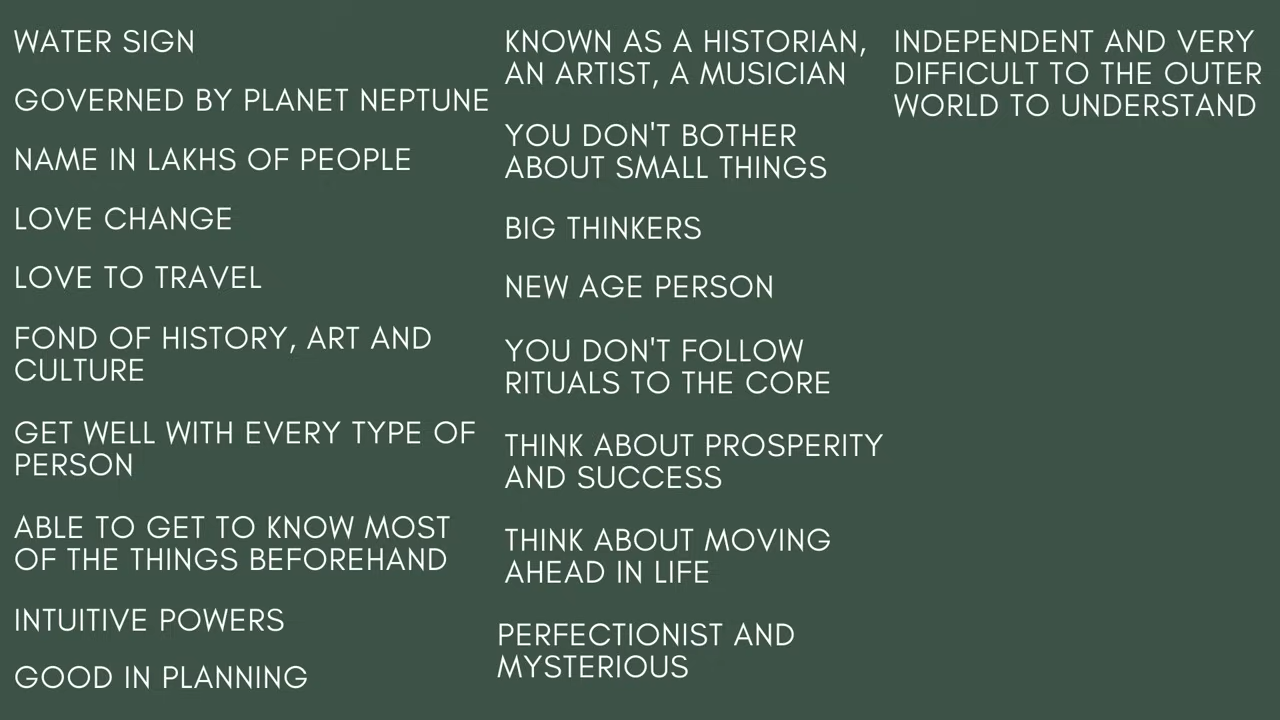 WATER SIGN
GOVERNED BY PLANET NEPTUNE
NAME IN LAKHS OF PEOPLE
LOVE CHANGE
LOVE TO TRAVEL
FOND OF HISTORY, ART AND
CULTURE
GET WELL WITH EVERY TYPE OF
PERSON
ABLE TO GET TO KNOW MOST
OF THE THINGS BEFOREHAND
INTUITIVE POWERS
GOOD IN PLANNING
KNOWN AS A HISTORIAN,
AN ARTIST, A MUSICIAN
YOU DON'T BOTHER
ABOUT SMALL THINGS
BIG THINKERS
NEW AGE PERSON
YOU DON'T FOLLOW
RITUALS TO THE CORE
THINK ABOUT PROSPERITY
AND SUCCESS
THINK ABOUT MOVING
AHEAD IN LIFE
PERFECTIONIST AND
MYSTERIOUS
INDEPENDENT AND VERY
DIFFICULT TO THE OUTER
WORLD TO UNDERSTAND